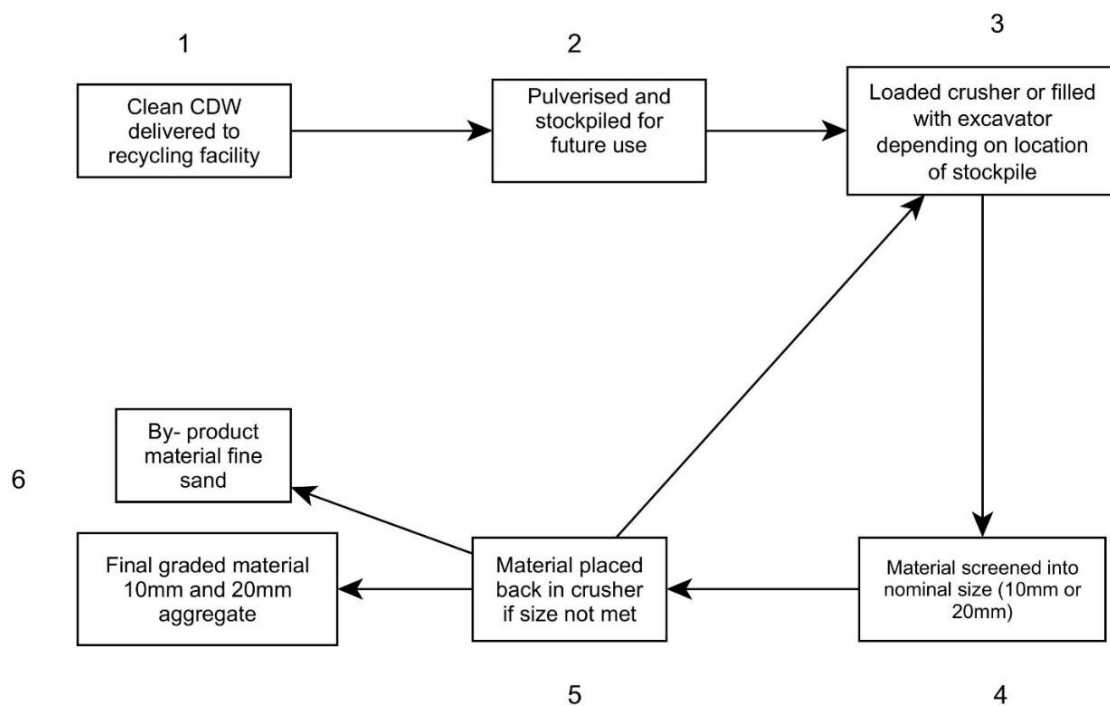 1
Clean CDW
delivered to
recycling facility
2
Pulverised and
stockpiled for
future use
3
Loaded crusher or filled
with excavator
depending on location
of stockpile
4
Material screened into
nominal size (10mm or
20mm)
5
Material placed
back in crusher
if size not met
6
By- product
material fine
sand
Final graded material
10mm and 20mm
aggregate